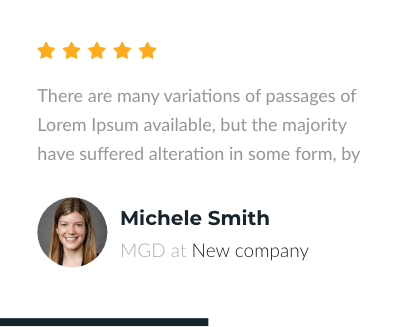 There are many variations of passages of
Lorem Ipsum available, but the majority
have suffered alteration in some form, by
Michele Smith
MGD at New company